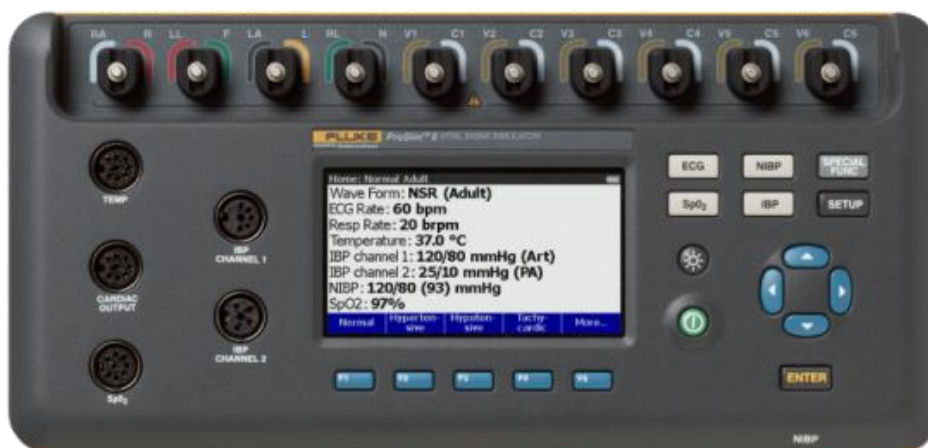 RA R LL F LA L RL N V1 C1 V2 C2 V3 C3 V4 C4 V5 C5 V6 C6
FLUKE ProSim™ 8 VITAL SIGNS SIMULATOR
TEMP
IBP
CHANNEL 1
CARDIAC
OUTPUT
IBP
CHANNEL 2
SpO₂
Home: Normal Adult
Wave Form: NSR (Adult)
ECG Rate: 60 bpm
Resp Rate: 20 brpm
Temperature: 37.0 °C
IBP channel 1: 120/80 mmHg (Art)
IBP channel 2: 25/10 mmHg (PA)
NIBP: 120/80 (93) mmHg
SpO2: 97%
Normal Hyperten-sive Hypoten-sive Tachy-cardic More...
F1 F2 F3 F4 F5
ECG NIBP SPECIAL FUNC
SpO₂ IBP SETUP
ENTER
NIBP